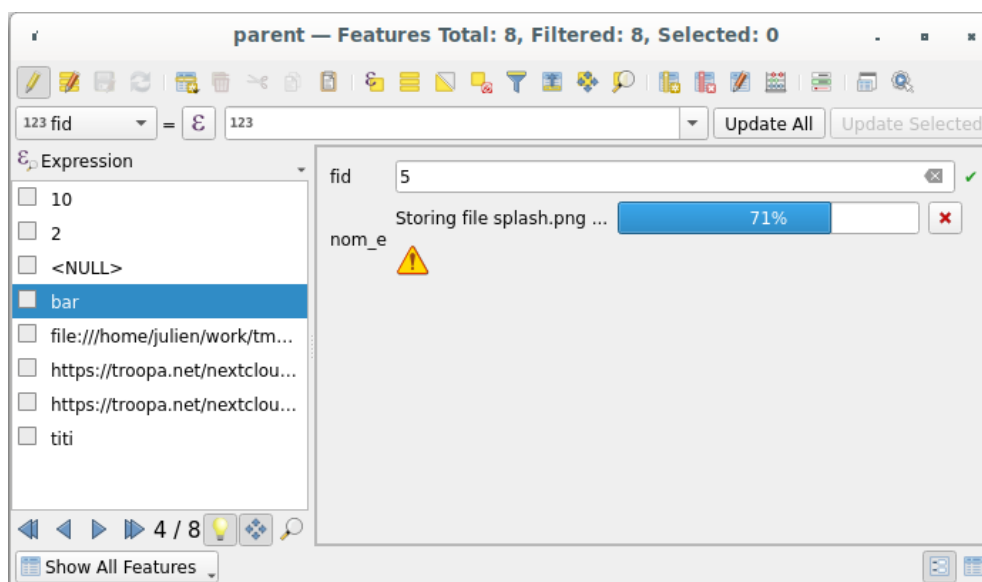 parent — Features Total: 8, Filtered: 8, Selected: 0
123 fid = ε 123 Update All Update Selected
Expression
10
2
<NULL>
bar
file:///home/julien/work/tm...
https://troopa.net/nextclou...
https://troopa.net/nextclou...
titi
fid 5
Storing file splash.png ... 71%
nom_e
4 / 8
Show All Features